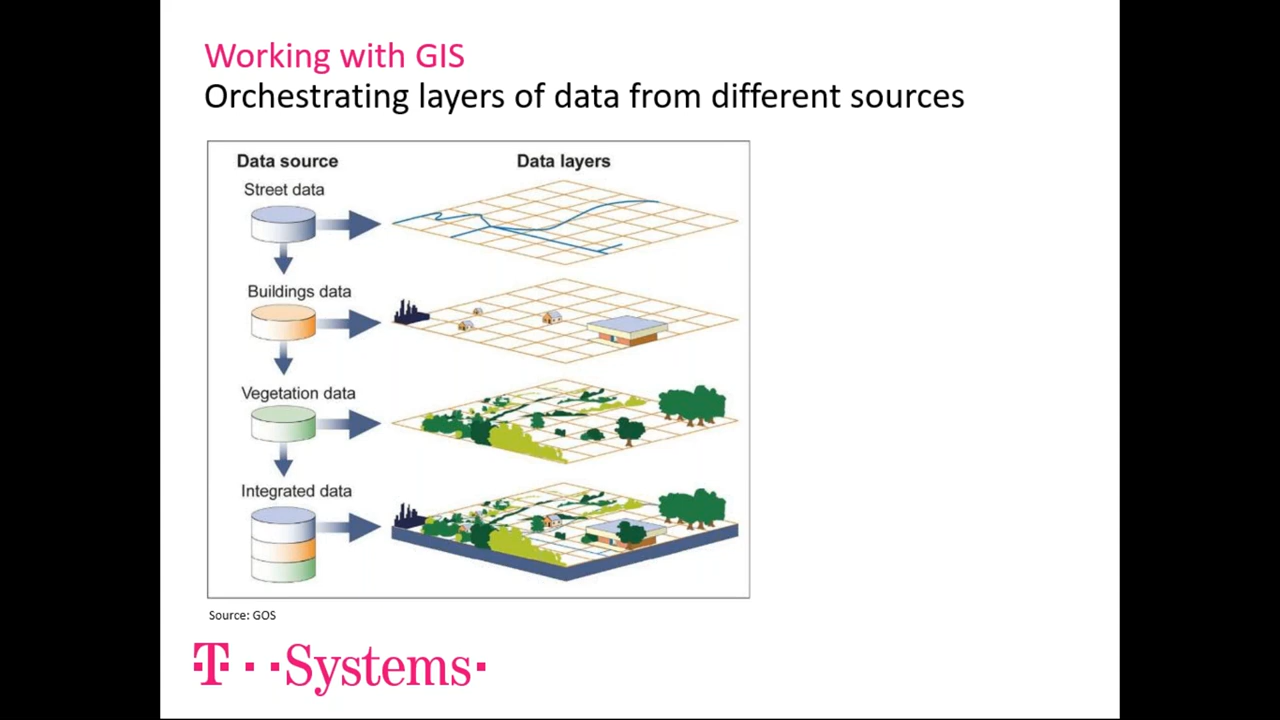 Working with GIS
Orchestrating layers of data from different sources
Data source
Data layers
Street data
Buildings data
Vegetation data
Integrated data
Source: GOS
T··Systems·